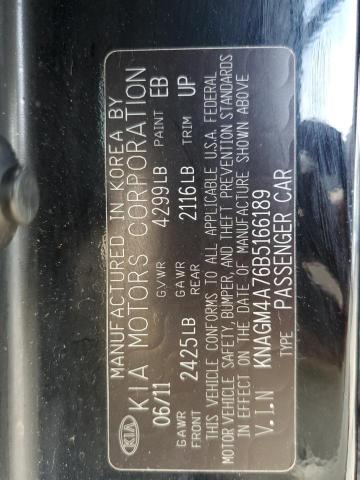 MANUFACTURED IN KOREA BY
KIA KIA MOTORS CORPORATION
06/11 GVWR 4299LB PAINT EB
GAWR FRONT 2425LB GAWR REAR 2116LB TRIM UP
THIS VEHICLE CONFORMS TO ALL APPLICABLE U.S.A. FEDERAL
MOTOR VEHICLE SAFETY, BUMPER, AND THEFT PREVENTION STANDARDS
IN EFFECT ON THE DATE OF MANUFACTURE SHOWN ABOVE
V.I.N KNAGM4A76B5166189
TYPE PASSENGER CAR